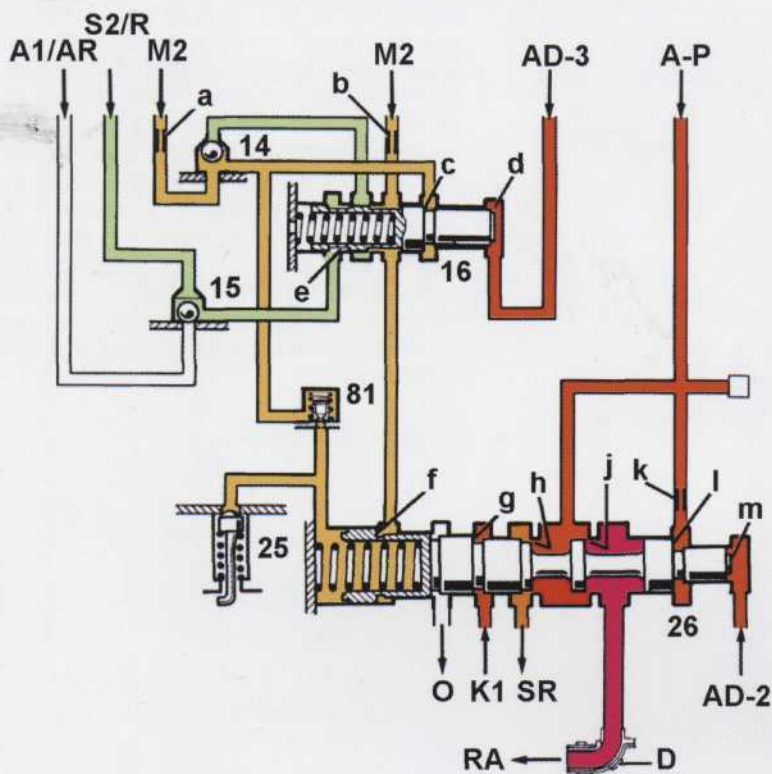 S2/R
A1/AR M2 M2 AD-3 A-P
a b
14 c d
15 e 16
81
f g h j k l m
25
26
O K1 SR AD-2
RA D